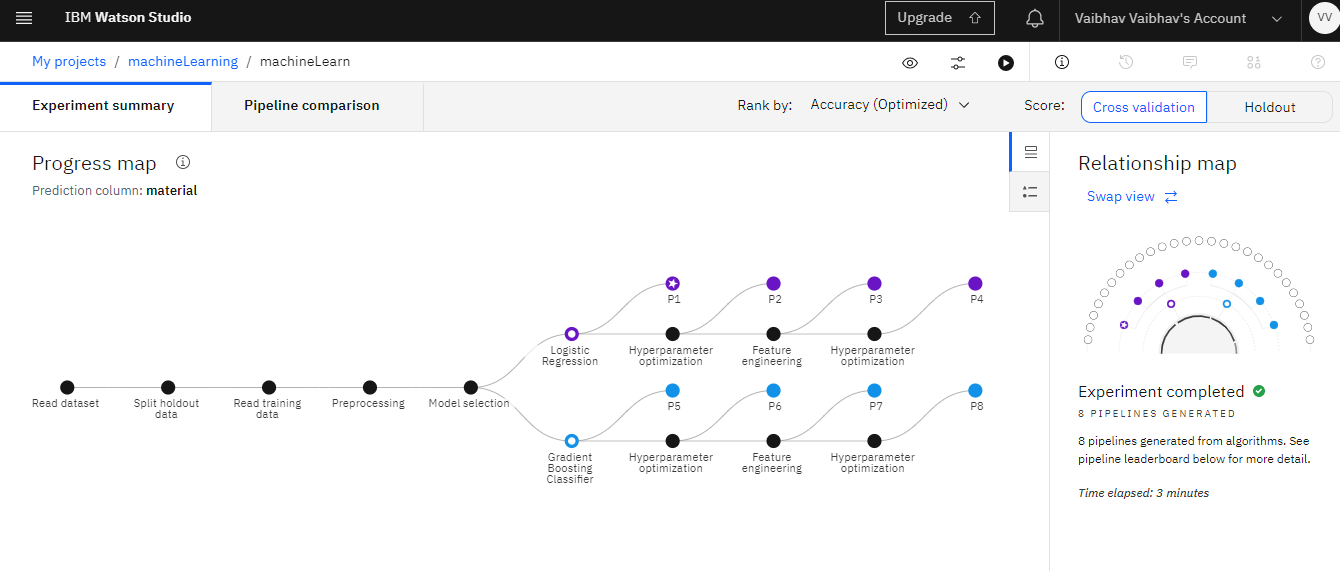 IBM Watson Studio
Upgrade
Vaibhav Vaibhav's Account
VV
My projects / machineLearning / machineLearn
Experiment summary
Pipeline comparison
Rank by: Accuracy (Optimized)
Score: Cross validation Holdout
Progress map
Prediction column: material
Read dataset
Split holdout
data
Read training
data
Preprocessing
Model selection
Logistic
Regression
Hyperparameter
optimization
Feature
engineering
Hyperparameter
optimization
P1
P2
P3
P4
Gradient
Boosting
Classifier
Hyperparameter
optimization
Feature
engineering
Hyperparameter
optimization
P5
P6
P7
P8
Relationship map
Swap view
Experiment completed
8 PIPELINES GENERATED
8 pipelines generated from algorithms. See
pipeline leaderboard below for more detail.
Time elapsed: 3 minutes